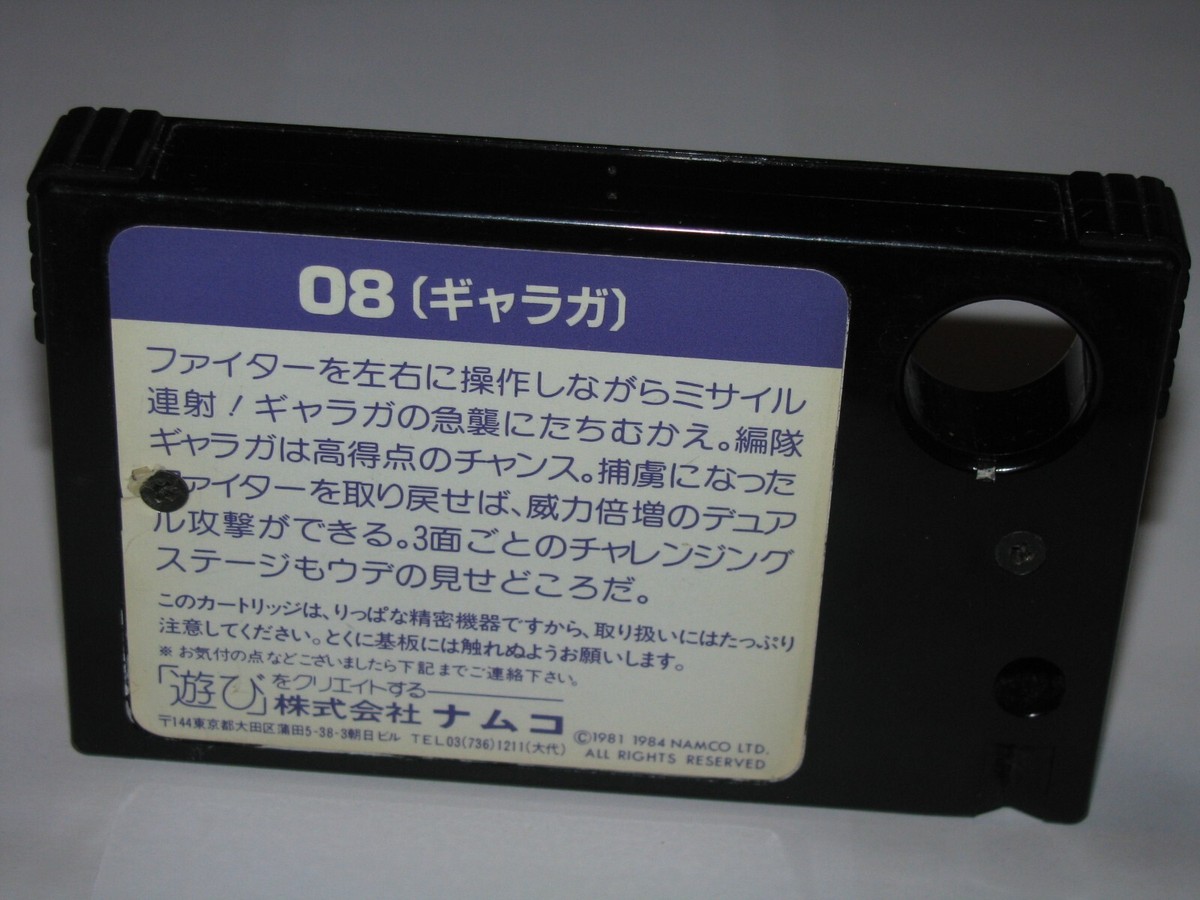 08〔ギャラガ〕
ファイターを左右に操作しながらミサイル
連射！ギャラガの急襲にたちむかえ。編隊
ギャラガは高得点のチャンス。捕虜になった
ァイターを取り戻せば、威力倍増のデュア
ル攻撃ができる。3面ごとのチャレンジング
ステージもウデの見せどころだ。
このカートリッジは、りっぱな精密機器ですから、取り扱いにはたっぷり
注意してください。とくに基板には触れぬようお願いします。
※ お気付の点などございましたら下記までご連絡下さい。
「遊び」をクリエイトする
株式会社 ナムコ
〒144東京都大田区蒲田5-38-3朝日ビル TEL03(736)1211(大代)
©1981 1984 NAMCO LTD.
ALL RIGHTS RESERVED